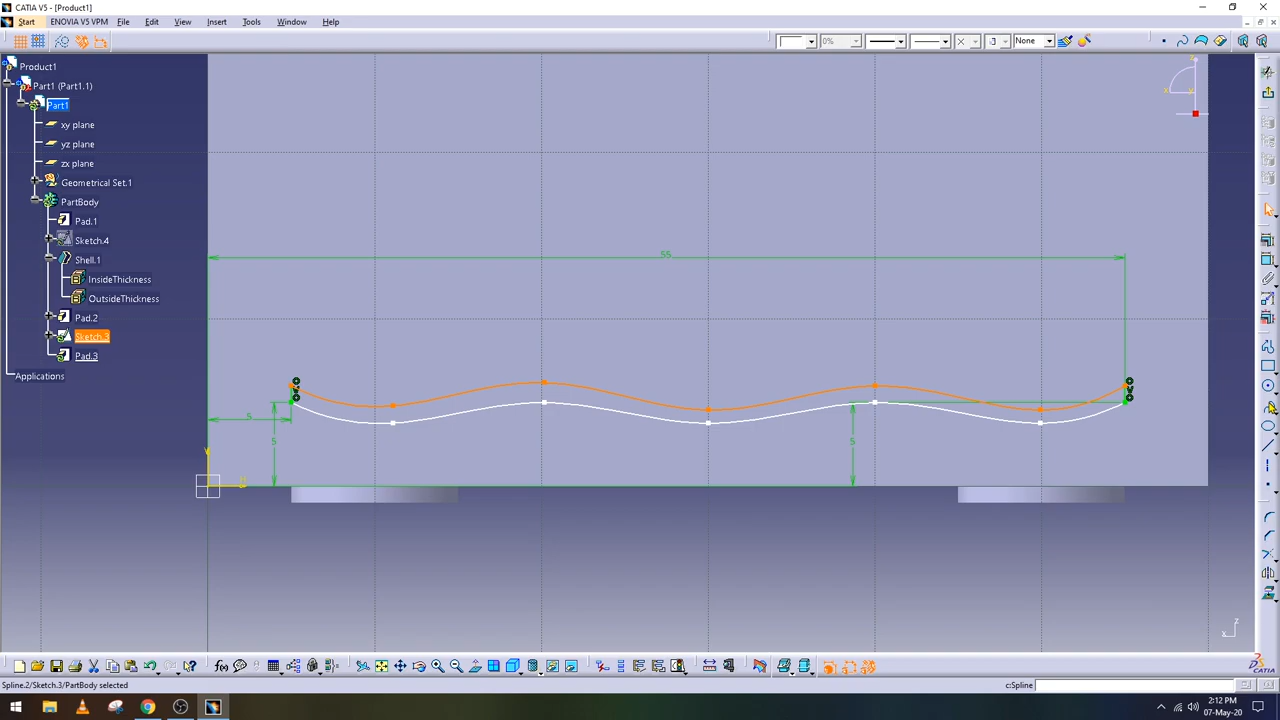 CATIA V5 - [Product1]
Start ENOVIA V5 VPM File Edit View Insert Tools Window Help
0% None
Product1
Part1 (Part1.1)
Part1
xy plane
yz plane
zx plane
Geometrical Set.1
PartBody
Pad.1
Sketch.4
Shell.1
InsideThickness
OutsideThickness
Pad.2
Sketch.3
Pad.3
Applications
55
5
5
5
V
H
z
x
y
z
f(x)
CATIA
Spline.2/Sketch.3/PartBody selected
c:Spline
2:12 PM
07-May-20